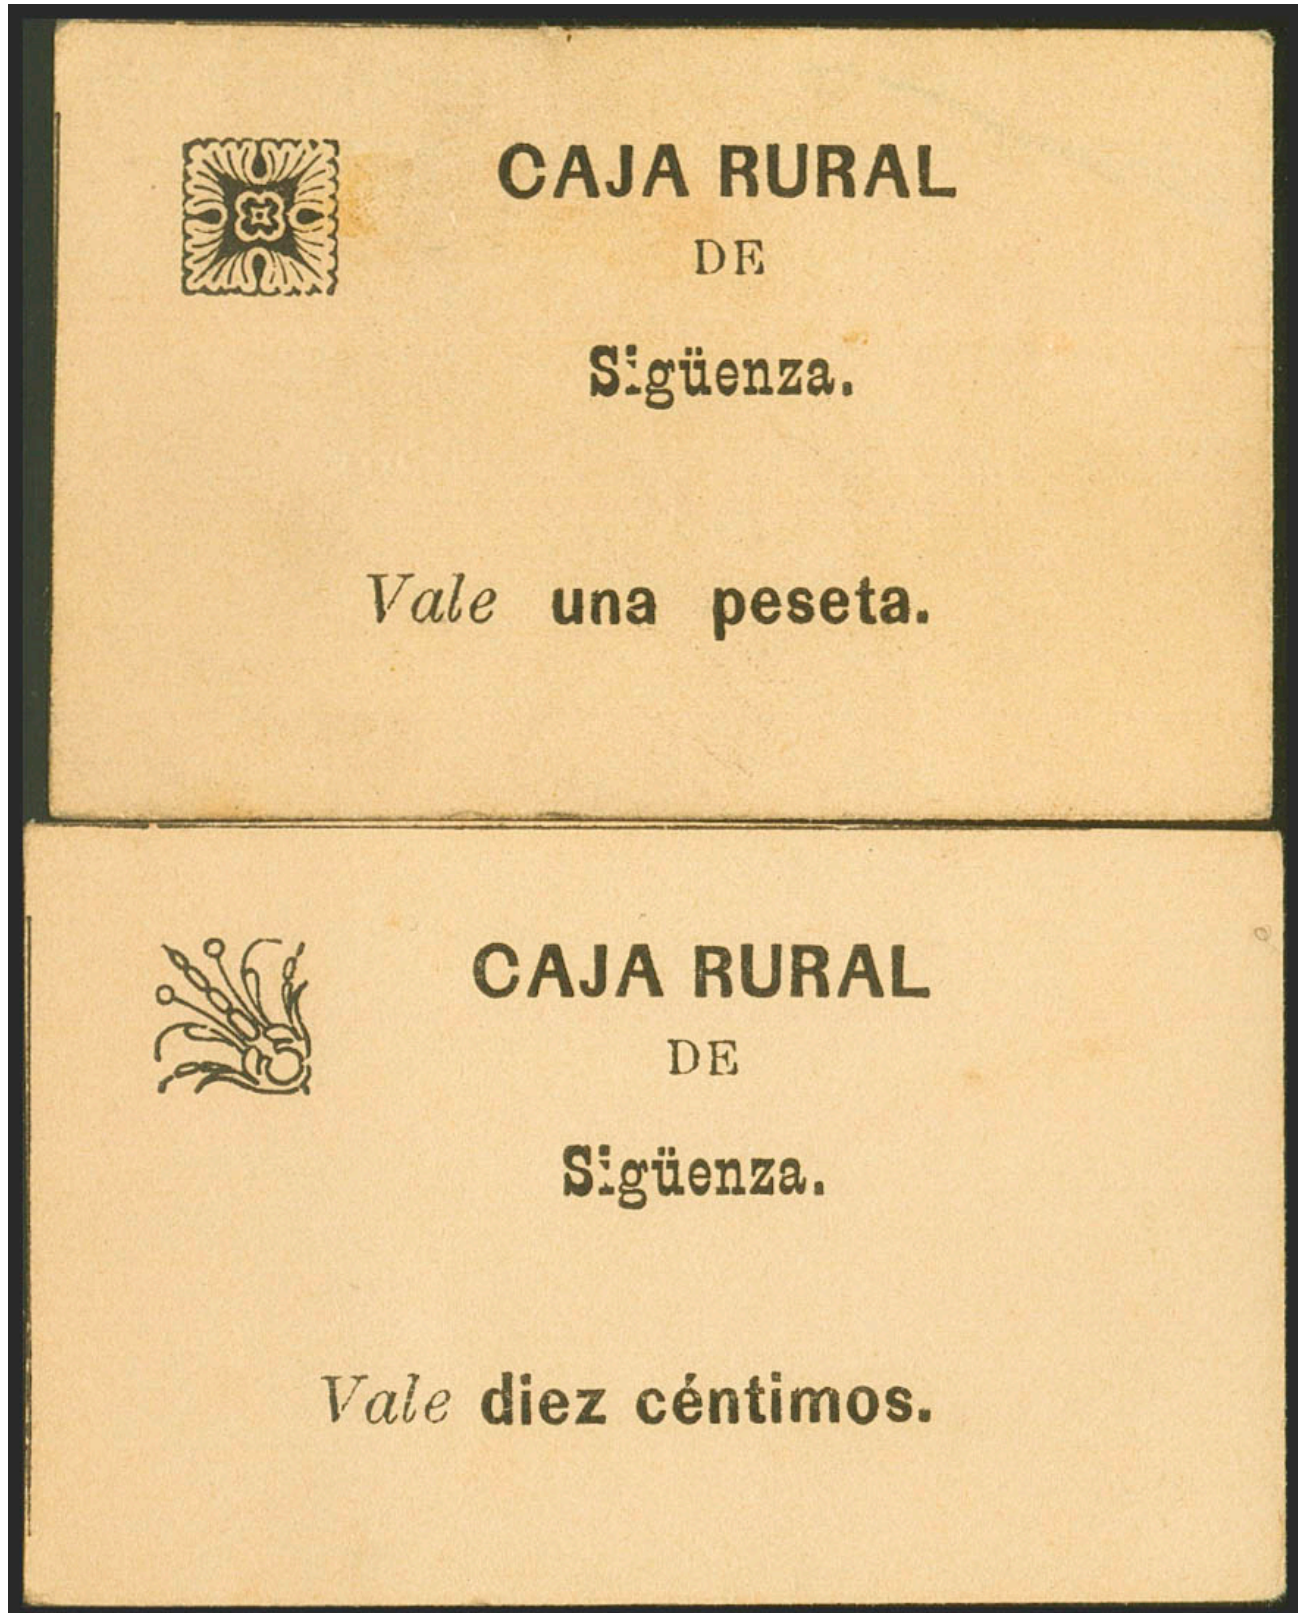 CAJA RURAL
DE
Sigüenza.
Vale una peseta.
CAJA RURAL
DE
Sigüenza.
Vale diez céntimos.